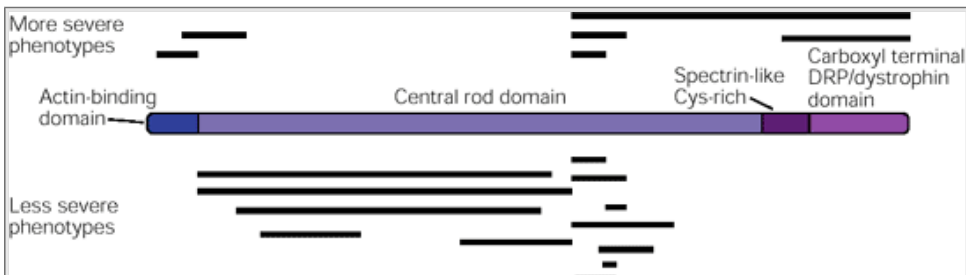 More severe
phenotypes
Actin-binding
domain
Central rod domain
Spectrin-like
Cys-rich
Carboxyl terminal
DRP/dystrophin
domain
Less severe
phenotypes